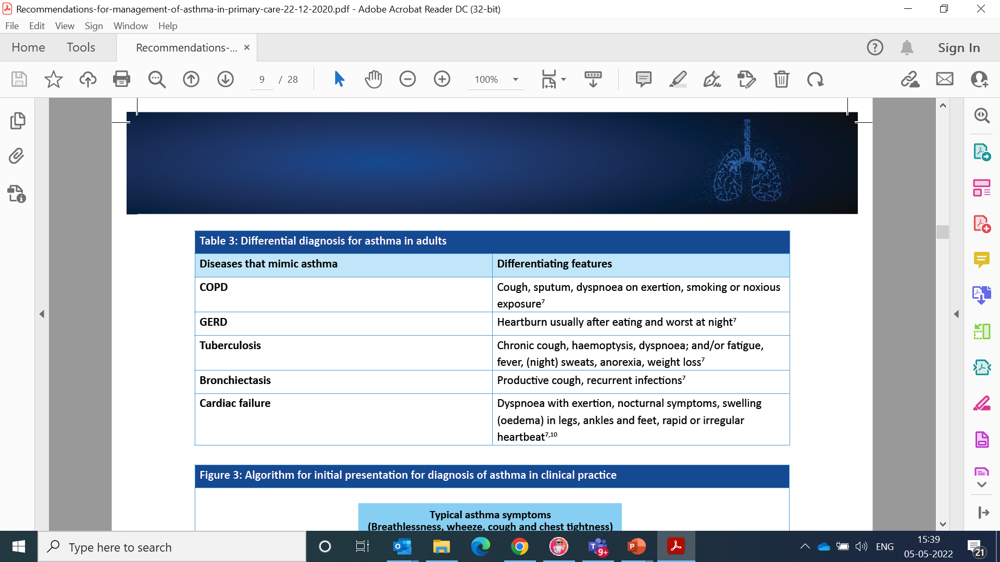 Recommendations-for-management-of-asthma-in-primary-care-22-12-2020.pdf - Adobe Acrobat Reader DC (32-bit)
File Edit View Sign Window Help
Home Tools Recommendations-... × Sign In
9 / 28 100%
Table 3: Differential diagnosis for asthma in adults
Diseases that mimic asthma Differentiating features
COPD Cough, sputum, dyspnoea on exertion, smoking or noxious
exposure7
GERD Heartburn usually after eating and worst at night7
Tuberculosis Chronic cough, haemoptysis, dyspnoea; and/or fatigue,
fever, (night) sweats, anorexia, weight loss7
Bronchiectasis Productive cough, recurrent infections7
Cardiac failure Dyspnoea with exertion, nocturnal symptoms, swelling
(oedema) in legs, ankles and feet, rapid or irregular
heartbeat7,10
Figure 3: Algorithm for initial presentation for diagnosis of asthma in clinical practice
Typical asthma symptoms
(Breathlessness, wheeze, cough and chest tightness)
Type here to search
9+
ENG
15:39
05-05-2022
21